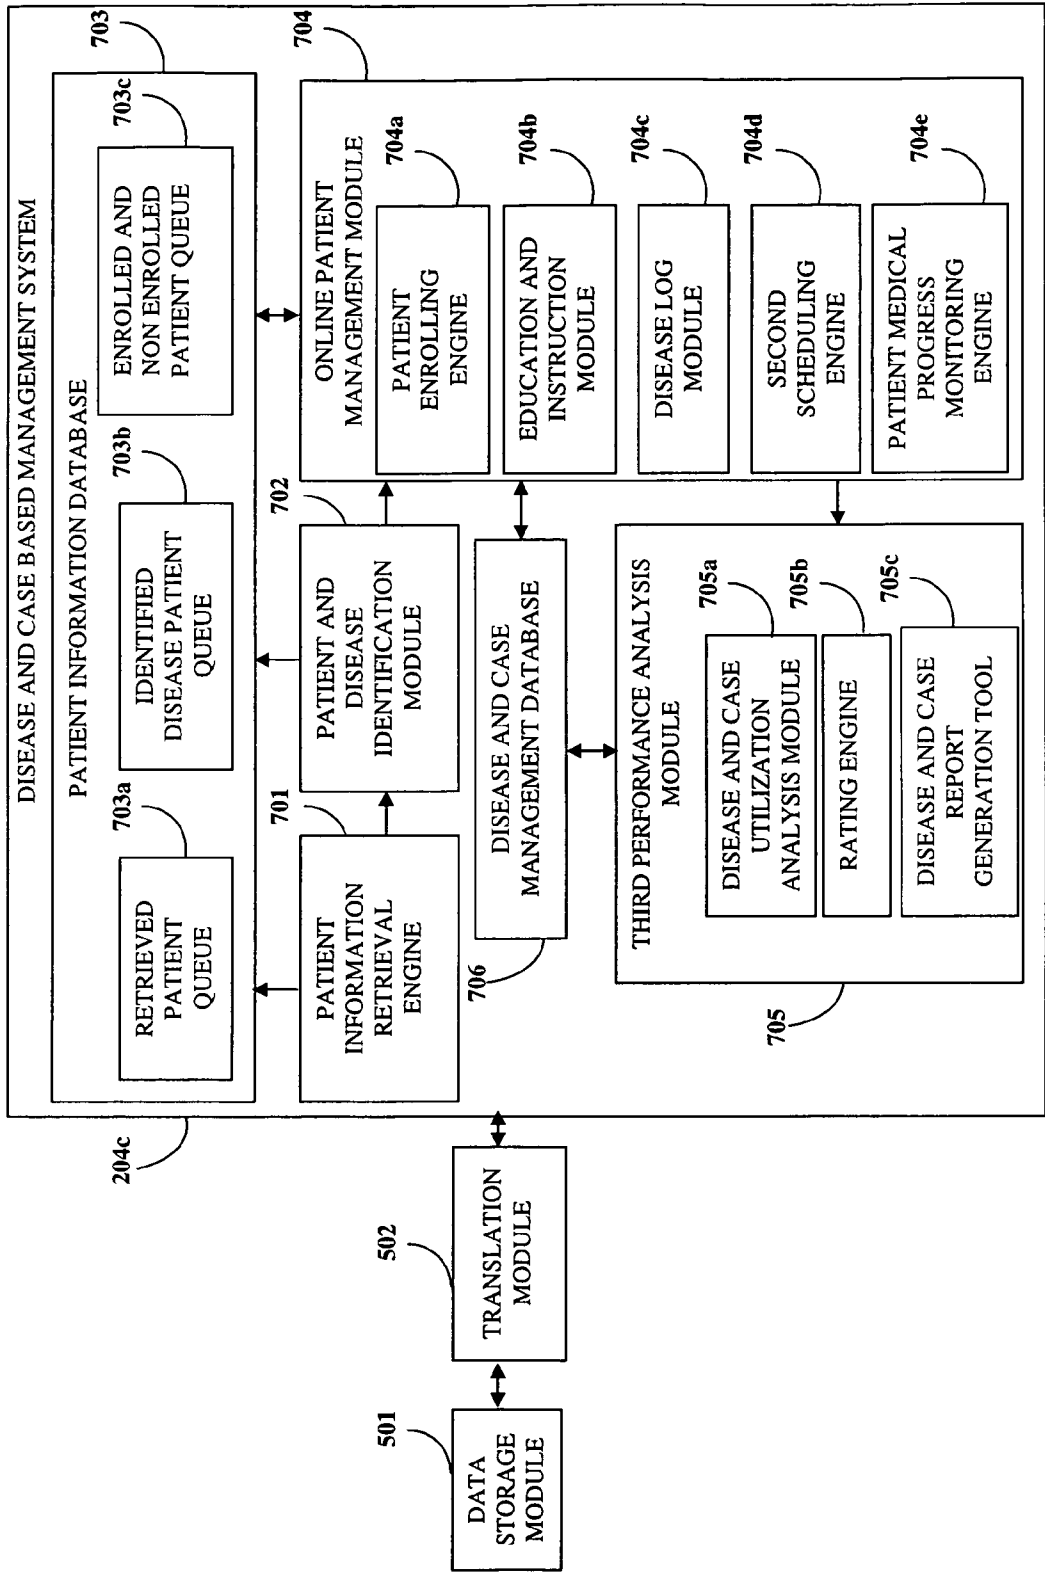 DISEASE AND CASE BASED MANAGEMENT SYSTEM
703
PATIENT INFORMATION DATABASE
703a
RETRIEVED
PATIENT
QUEUE
703b
IDENTIFIED
DISEASE PATIENT
QUEUE
703c
ENROLLED AND
NON ENROLLED
PATIENT QUEUE
204c
501
DATA
STORAGE
MODULE
502
TRANSLATION
MODULE
701
PATIENT
INFORMATION
RETRIEVAL
ENGINE
702
PATIENT AND
DISEASE
IDENTIFICATION
MODULE
704
ONLINE PATIENT
MANAGEMENT MODULE
704a
PATIENT
ENROLLING
ENGINE
704b
EDUCATION AND
INSTRUCTION
MODULE
704c
DISEASE LOG
MODULE
704d
SECOND
SCHEDULING
ENGINE
704e
PATIENT MEDICAL
PROGRESS
MONITORING
ENGINE
DISEASE AND CASE
MANAGEMENT DATABASE
706
THIRD PERFORMANCE ANALYSIS
MODULE
705a
DISEASE AND CASE
UTILIZATION
ANALYSIS MODULE
705b
RATING ENGINE
705c
DISEASE AND CASE
REPORT
GENERATION TOOL
705